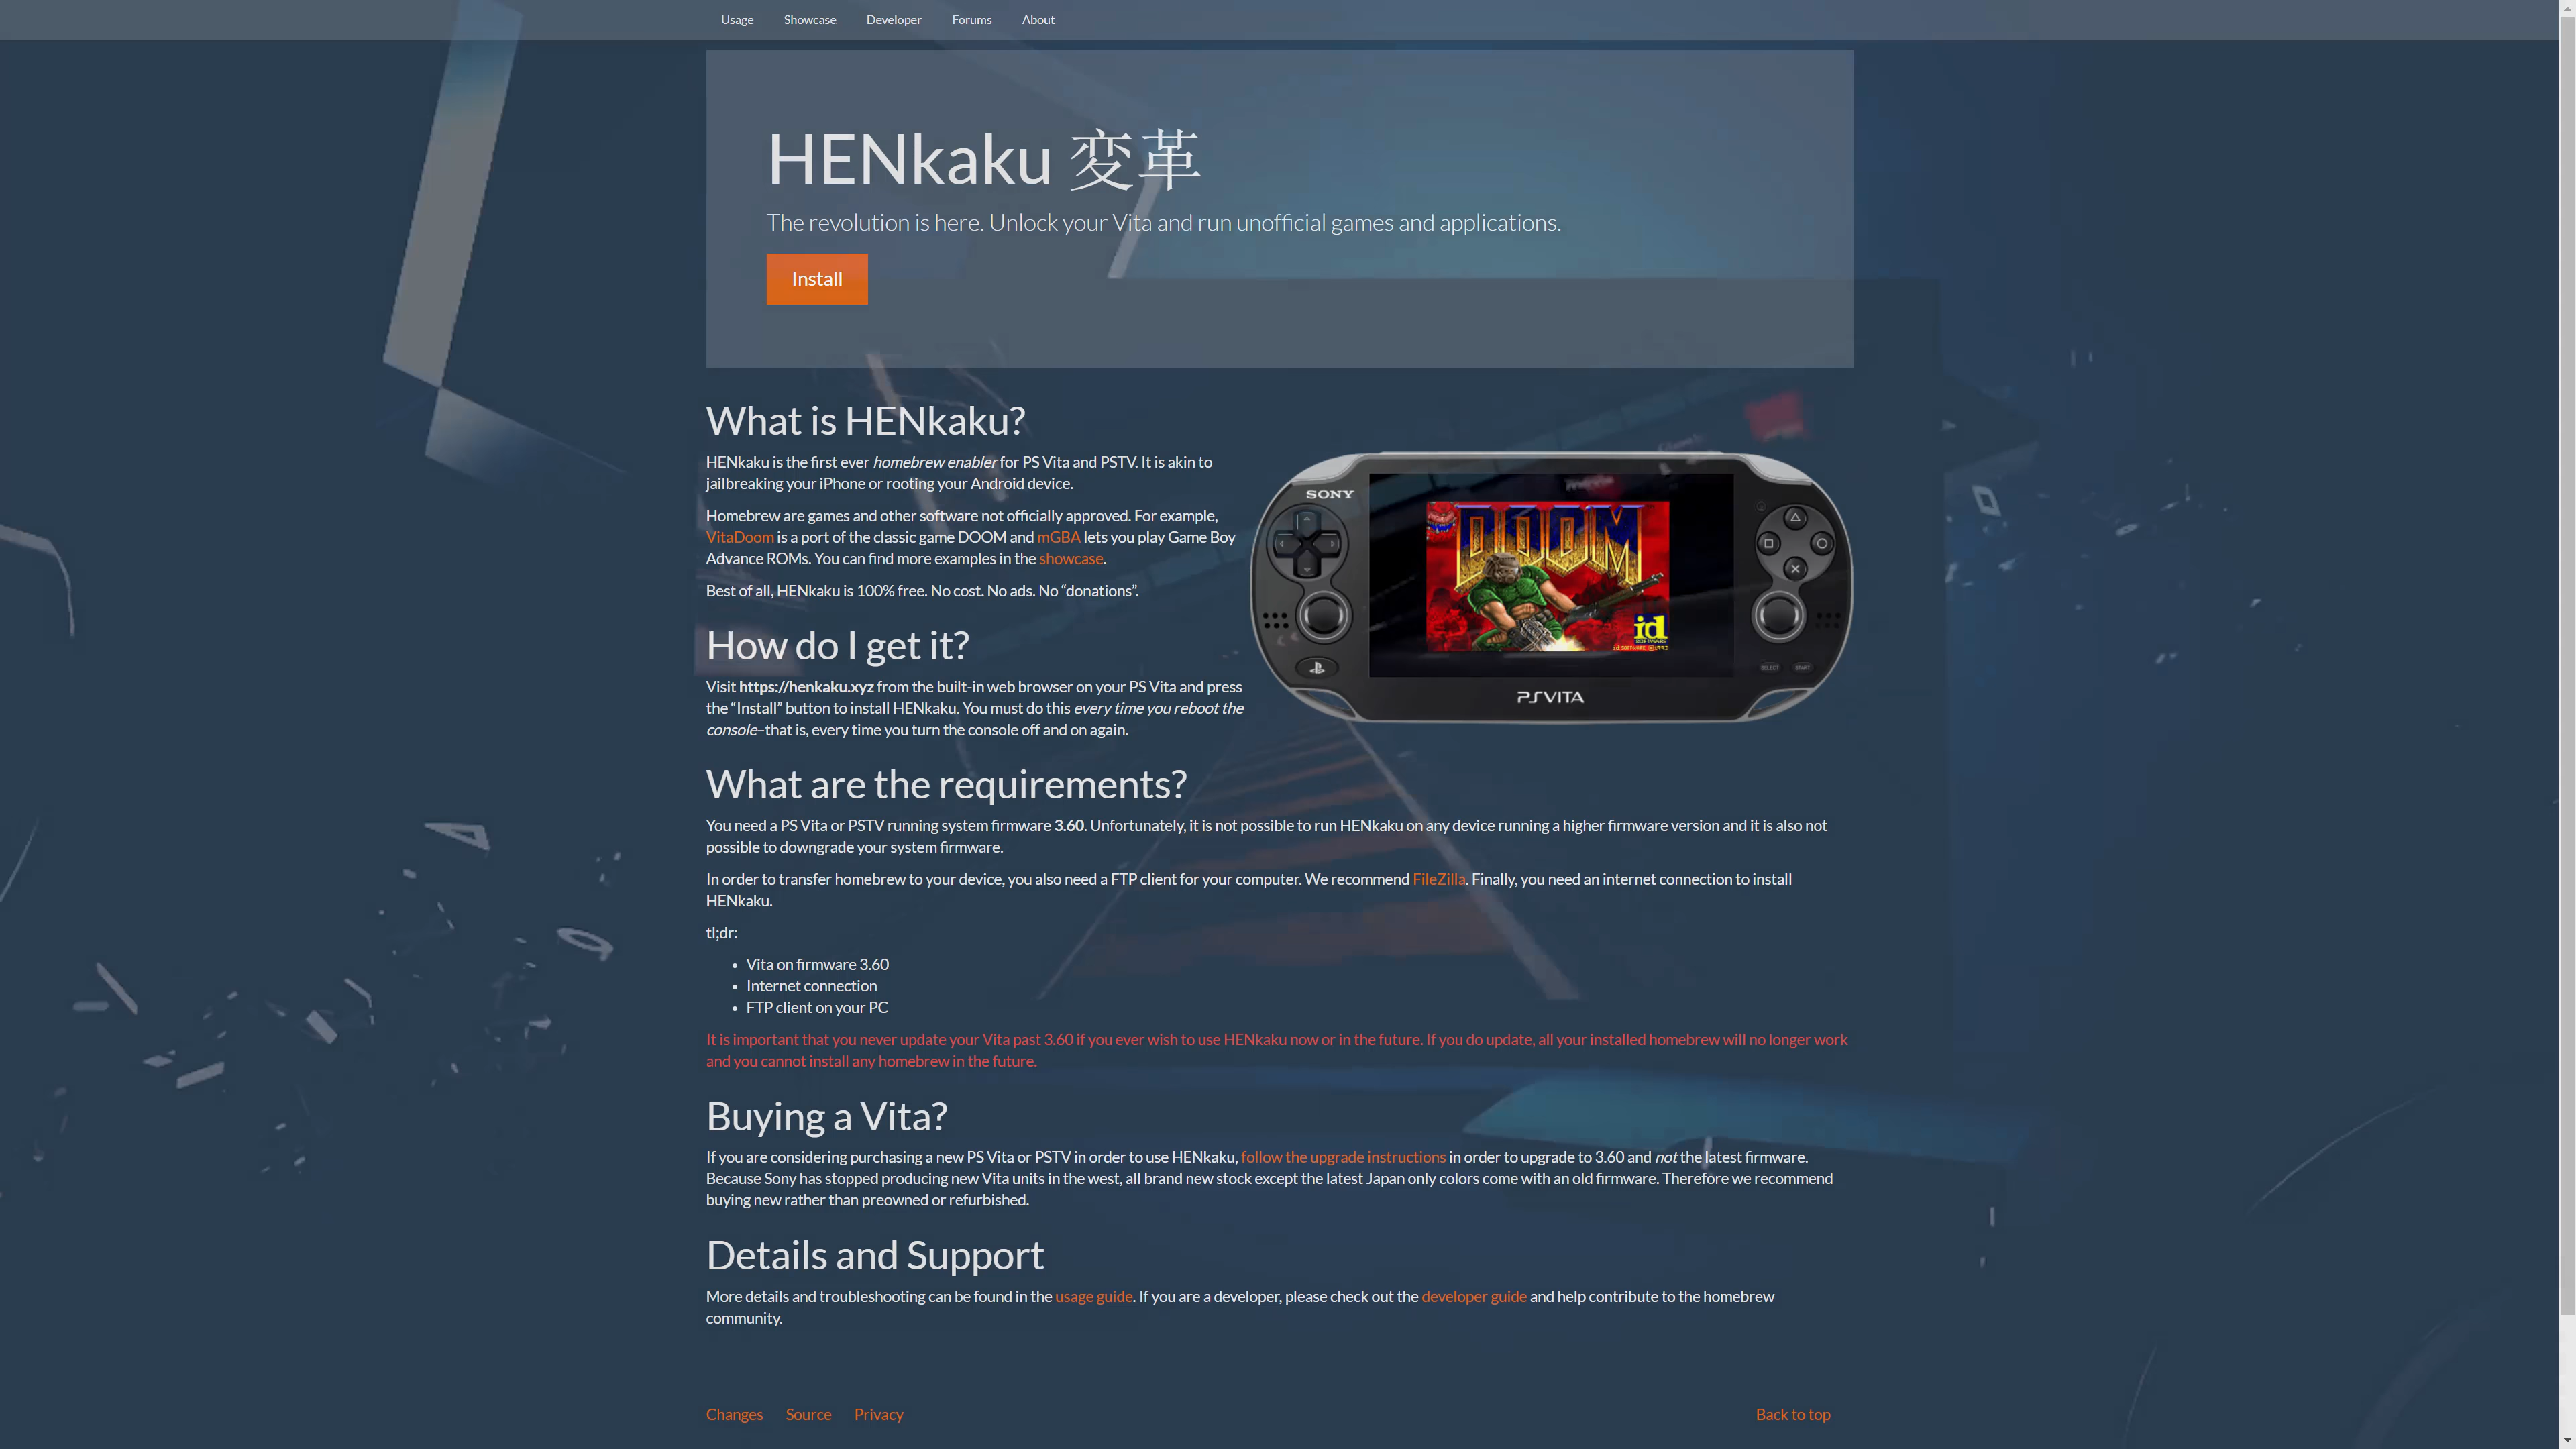 Usage Showcase Developer Forums About
HENkaku 変革
The revolution is here. Unlock your Vita and run unofficial games and applications.
Install
What is HENkaku?
HENkaku is the first ever homebrew enabler for PS Vita and PSTV. It is akin to
jailbreaking your iPhone or rooting your Android device.
Homebrew are games and other software not officially approved. For example,
VitaDoom is a port of the classic game DOOM and mGBA lets you play Game Boy
Advance ROMs. You can find more examples in the showcase.
Best of all, HENkaku is 100% free. No cost. No ads. No “donations”.
SONY
DOOM
id
SOFTWARE
SELECT START
PSVITA
How do I get it?
Visit https://henkaku.xyz from the built-in web browser on your PS Vita and press
the “Install” button to install HENkaku. You must do this every time you reboot the
console–that is, every time you turn the console off and on again.
What are the requirements?
You need a PS Vita or PSTV running system firmware 3.60. Unfortunately, it is not possible to run HENkaku on any device running a higher firmware version and it is also not
possible to downgrade your system firmware.
In order to transfer homebrew to your device, you also need a FTP client for your computer. We recommend FileZilla. Finally, you need an internet connection to install
HENkaku.
tl;dr:
• Vita on firmware 3.60
• Internet connection
• FTP client on your PC
It is important that you never update your Vita past 3.60 if you ever wish to use HENkaku now or in the future. If you do update, all your installed homebrew will no longer work
and you cannot install any homebrew in the future.
Buying a Vita?
If you are considering purchasing a new PS Vita or PSTV in order to use HENkaku, follow the upgrade instructions in order to upgrade to 3.60 and not the latest firmware.
Because Sony has stopped producing new Vita units in the west, all brand new stock except the latest Japan only colors come with an old firmware. Therefore we recommend
buying new rather than preowned or refurbished.
Details and Support
More details and troubleshooting can be found in the usage guide. If you are a developer, please check out the developer guide and help contribute to the homebrew
community.
Changes Source Privacy Back to top